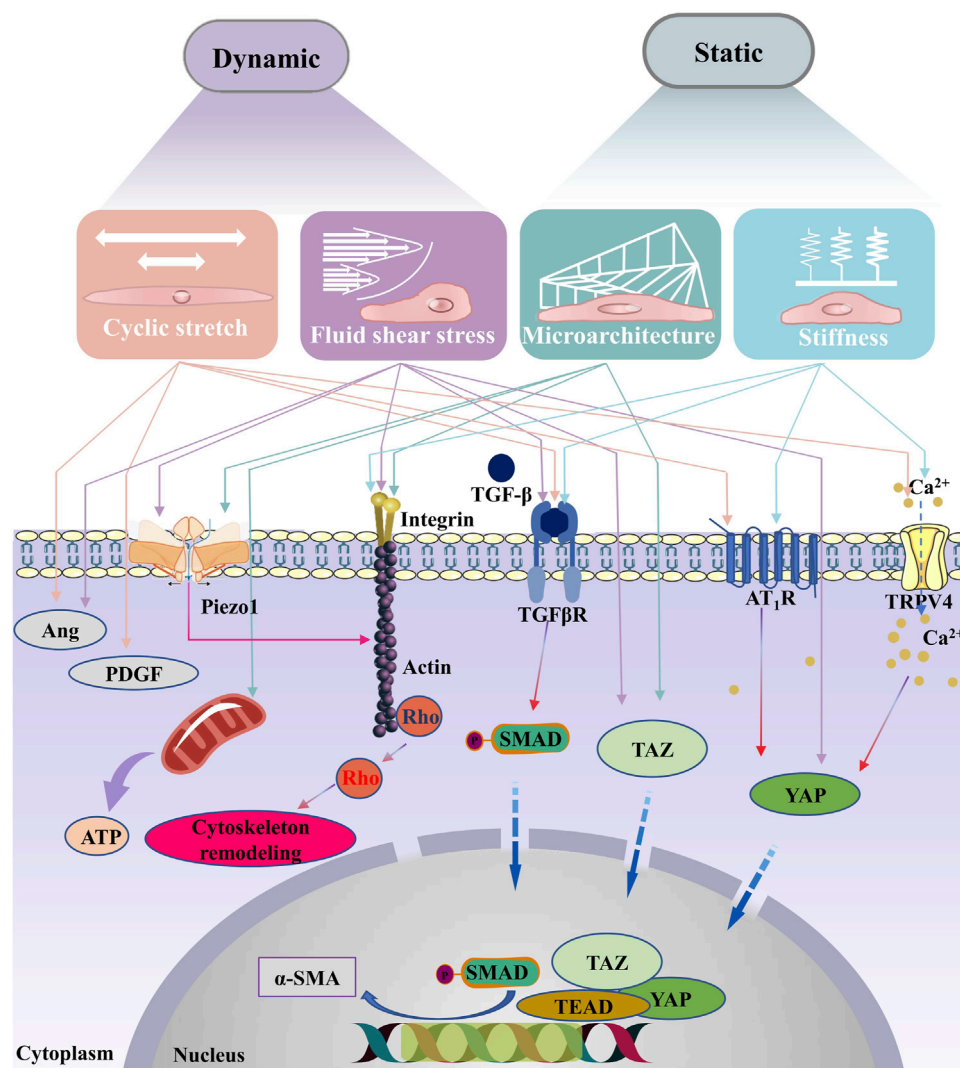 Dynamic
Static
Cyclic stretch
Fluid shear stress
Microarchitecture
Stiffness
TGF-β
Ca²⁺
Integrin
Piezo1
TGFβR
AT₁R
TRPV4
Ang
Ca²⁺
PDGF
Actin
Rho
P
SMAD
TAZ
Rho
YAP
ATP
Cytoskeleton
remodeling
α-SMA
P
SMAD
TAZ
TEAD
YAP
Cytoplasm
Nucleus